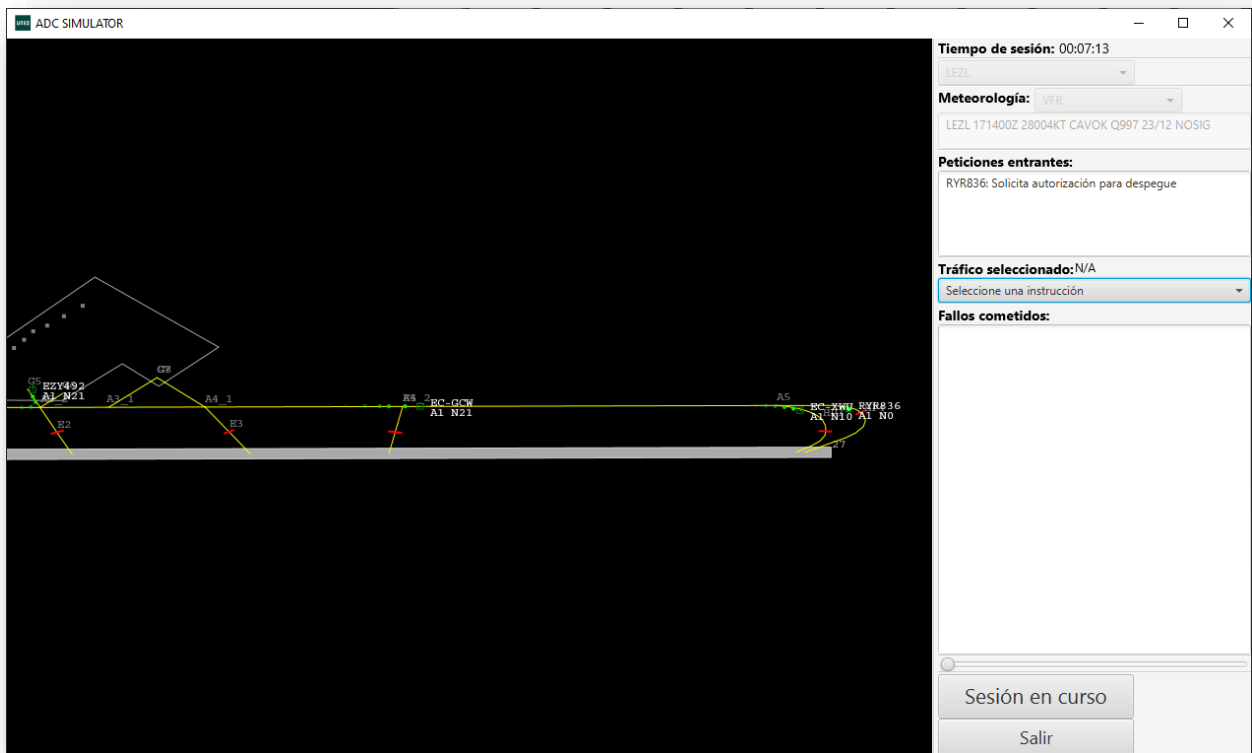 UNED ADC SIMULATOR
Tiempo de sesión: 00:07:13
LEZL
Meteorología: VFR
LEZL 171400Z 28004KT CAVOK Q997 23/12 NOSIG
Peticiones entrantes:
RYR836: Solicita autorización para despegue
Tráfico seleccionado: N/A
Seleccione una instrucción
Fallos cometidos:
G5
EZY492
A1 N21
A3_1
A4_1
E2
E3
EC-GCW
A1 N21
A5
A1 N10
RYR836
A1 N0
27
Sesión en curso
Salir